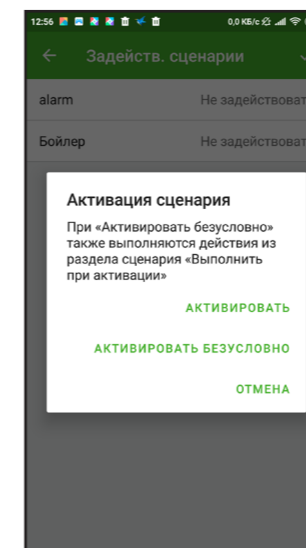 12:56 0,0 КБ/с
Задейств. сценарии
alarm Не задействоват
Бойлер Не задействоват
Активация сценария
При «Активировать безусловно»
также выполняются действия из
раздела сценария «Выполнить
при активации»
АКТИВИРОВАТЬ
АКТИВИРОВАТЬ БЕЗУСЛОВНО
ОТМЕНА